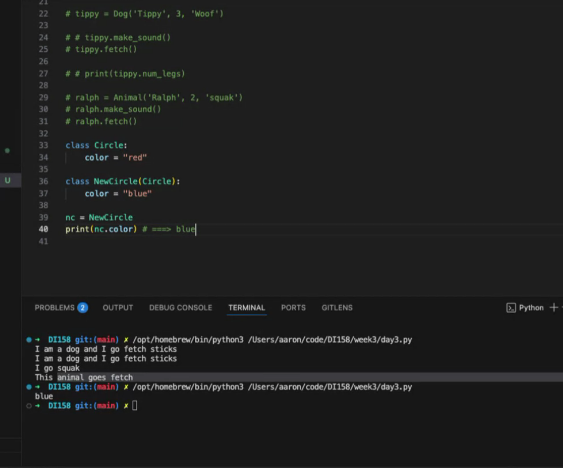 21
22 # tippy = Dog('Tippy', 3, 'Woof')
23
24 # # tippy.make_sound()
25 # tippy.fetch()
26
27 # # print(tippy.num_legs)
28
29 # ralph = Animal('Ralph', 2, 'squak')
30 # ralph.make_sound()
31 # ralph.fetch()
32
33 class Circle:
34     color = "red"
35
36 class NewCircle(Circle):
37     color = "blue"
38
39 nc = NewCircle
40 print(nc.color) # ===> blue
41
U
PROBLEMS 2 OUTPUT DEBUG CONSOLE TERMINAL PORTS GITLENS Python +
➜ DI158 git:(main) ✗ /opt/homebrew/bin/python3 /Users/aaron/code/DI158/week3/day3.py
I am a dog and I go fetch sticks
I am a dog and I go fetch sticks
I go squak
This animal goes fetch
➜ DI158 git:(main) ✗ /opt/homebrew/bin/python3 /Users/aaron/code/DI158/week3/day3.py
blue
➜ DI158 git:(main) ✗